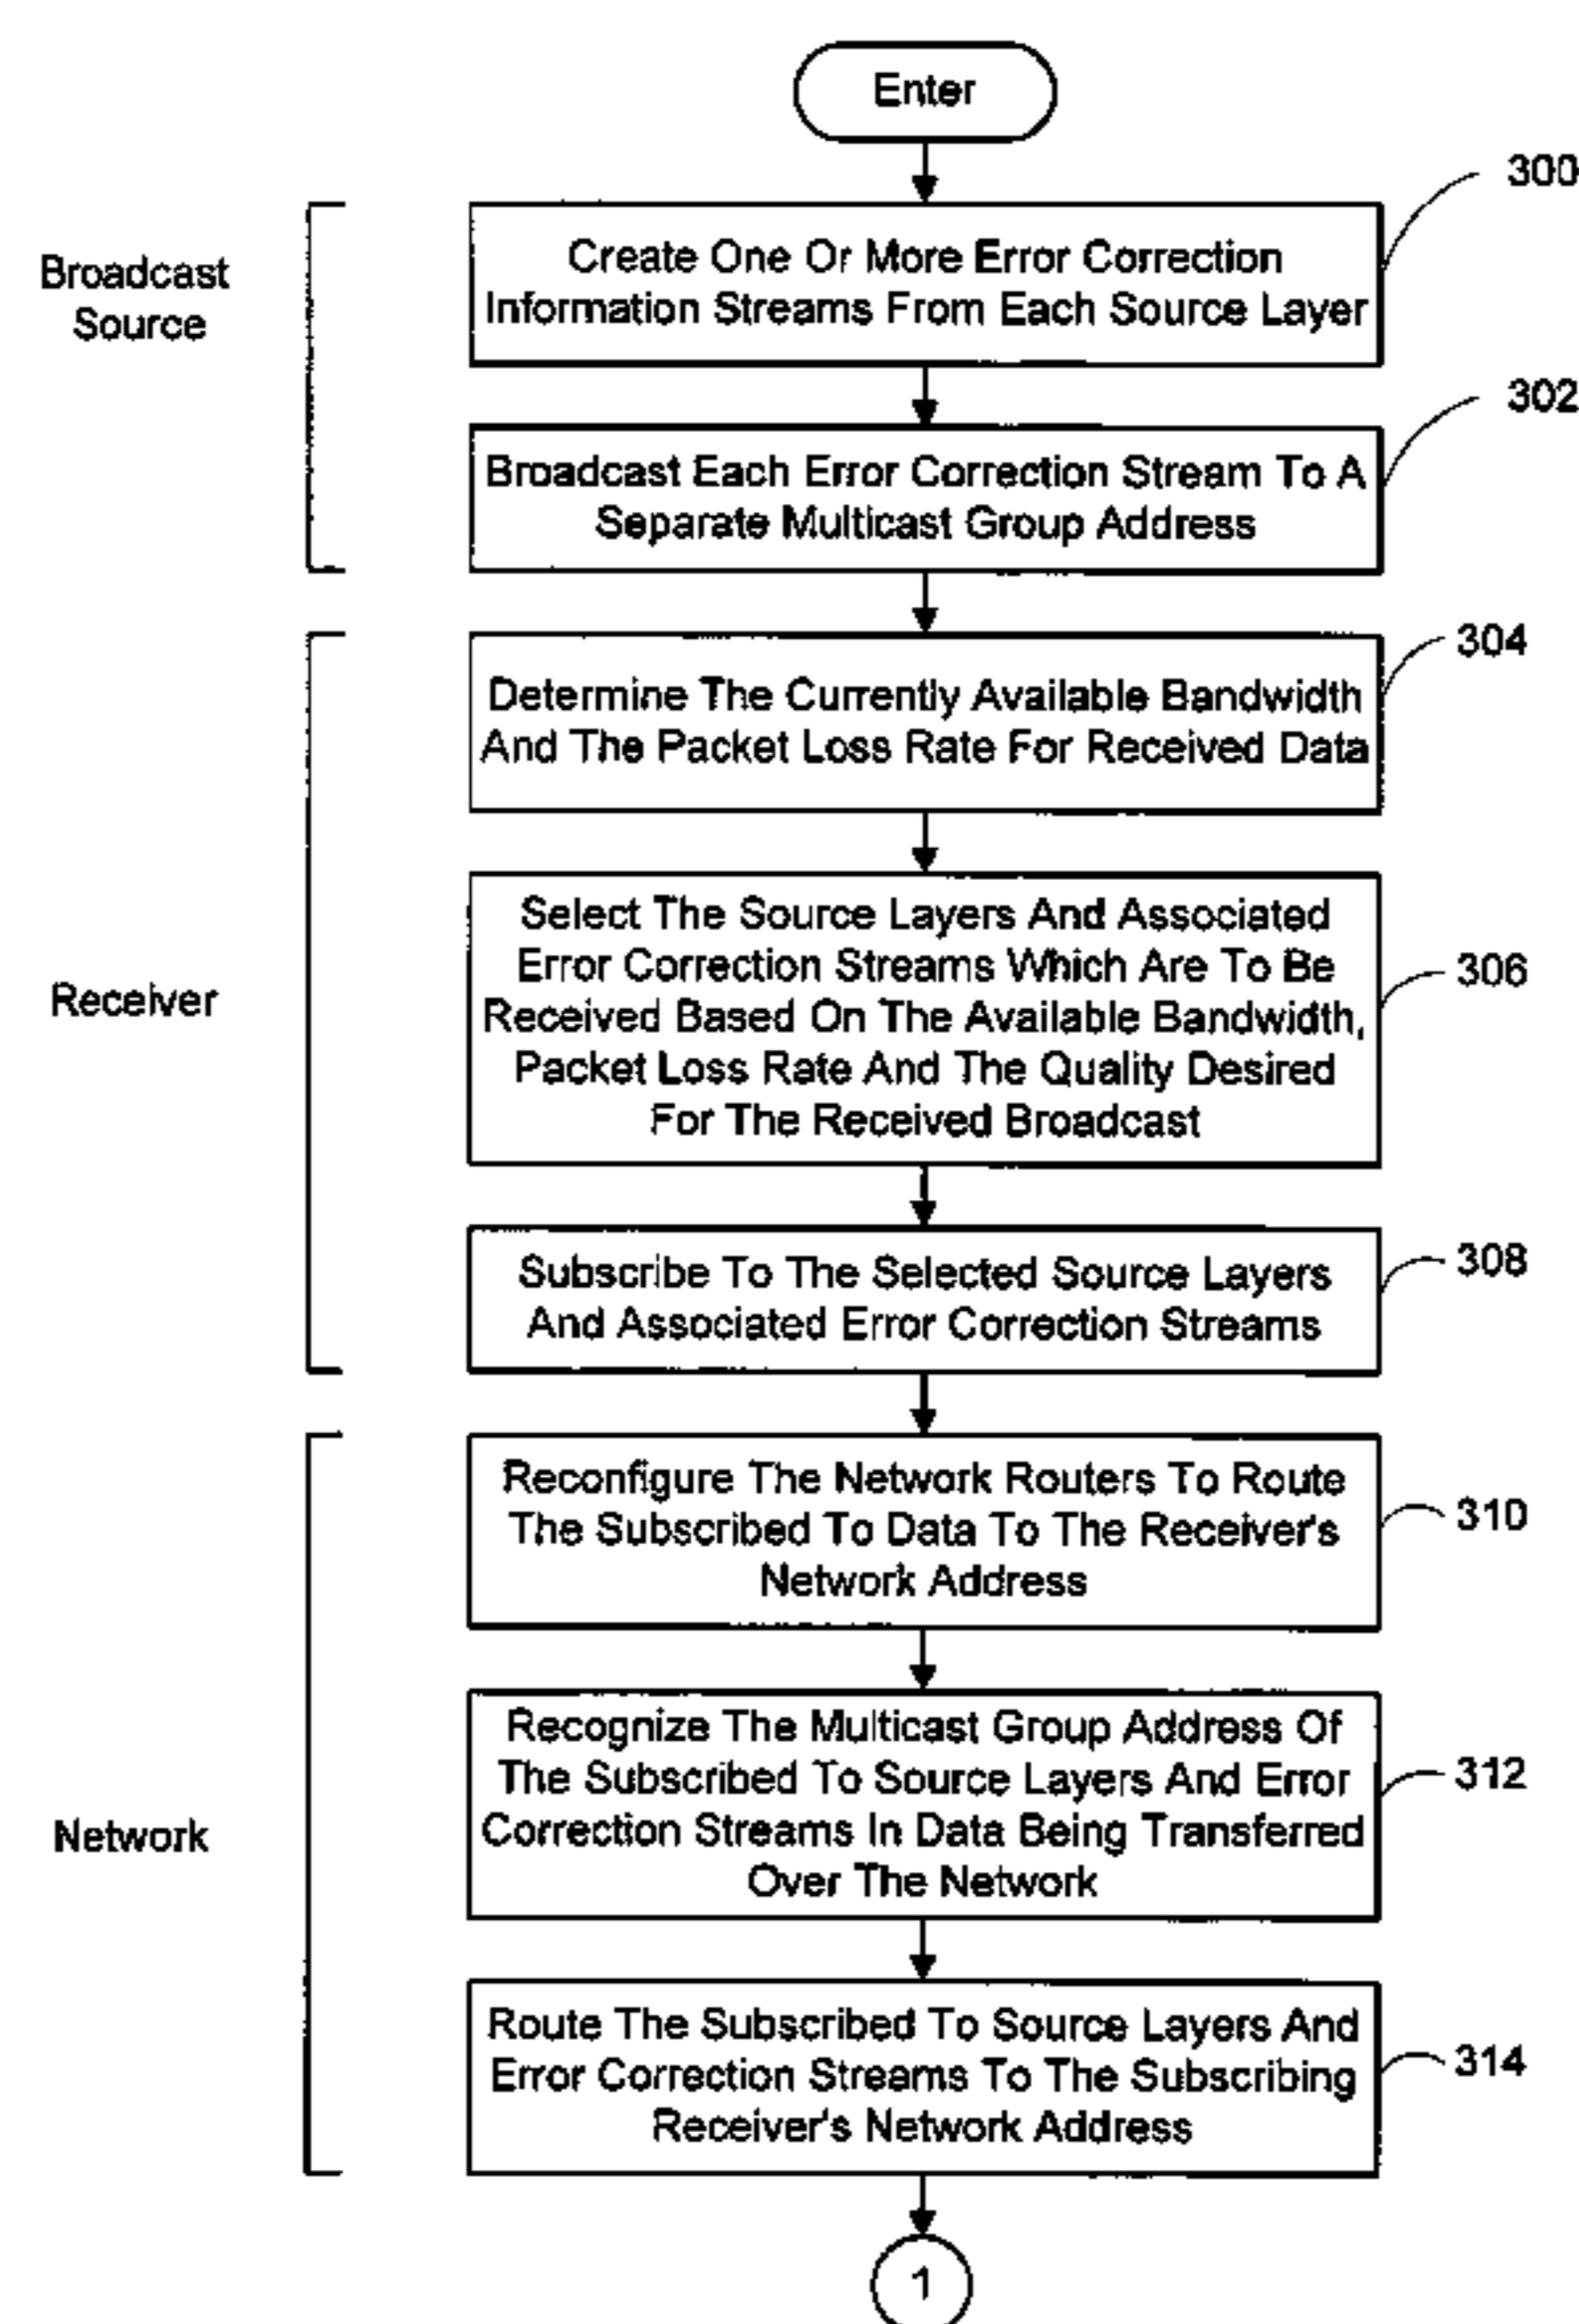 Enter
300
Broadcast
Source
Create One Or More Error Correction
Information Streams From Each Source Layer
302
Broadcast Each Error Correction Stream To A
Separate Multicast Group Address
304
Determine The Currently Available Bandwidth
And The Packet Loss Rate For Received Data
Receiver
Select The Source Layers And Associated
Error Correction Streams Which Are To Be
Received Based On The Available Bandwidth,
Packet Loss Rate And The Quality Desired
For The Received Broadcast
306
Subscribe To The Selected Source Layers
And Associated Error Correction Streams
308
Reconfigure The Network Routers To Route
The Subscribed To Data To The Receiver's
Network Address
310
Network
Recognize The Multicast Group Address Of
The Subscribed To Source Layers And Error
Correction Streams In Data Being Transferred
Over The Network
312
Route The Subscribed To Source Layers And
Error Correction Streams To The Subscribing
Receiver's Network Address
314
1